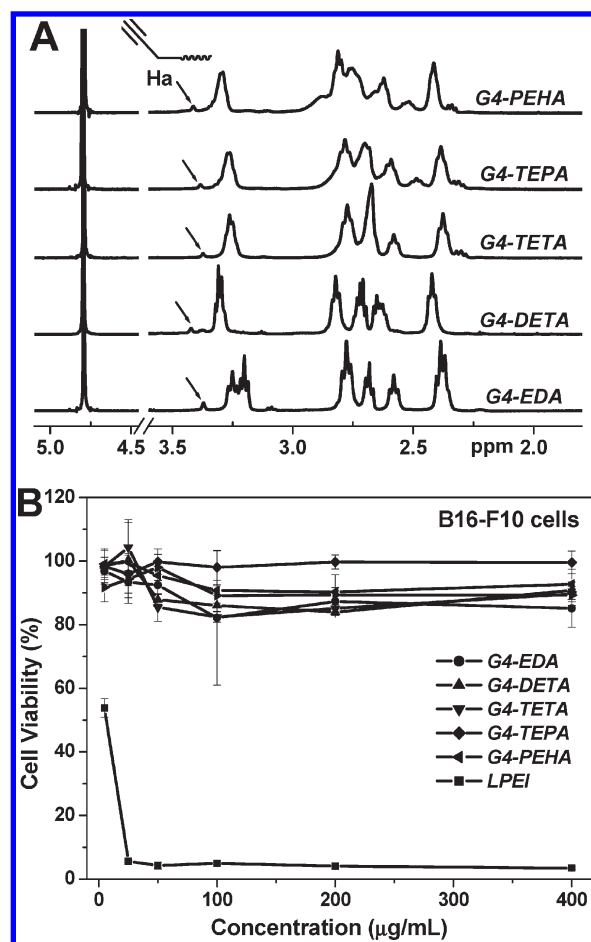 A
Ha
G4-PEHA
G4-TEPA
G4-TETA
G4-DETA
G4-EDA
5.0 4.5 3.5 3.0 2.5 ppm 2.0
B
B16-F10 cells
120
100
80
60
40
20
0
Cell Viability (%)
G4-EDA
G4-DETA
G4-TETA
G4-TEPA
G4-PEHA
LPEI
0 100 200 300 400
Concentration (μg/mL)